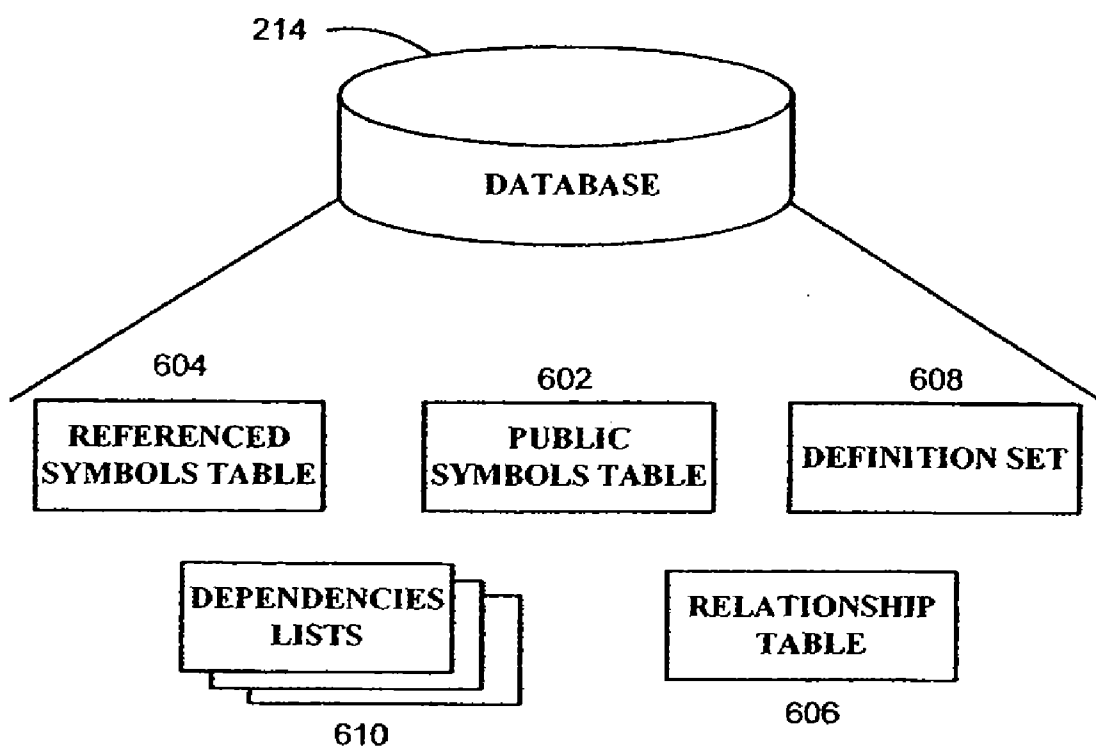 214
DATABASE
604
602
608
REFERENCED
SYMBOLS TABLE
PUBLIC
SYMBOLS TABLE
DEFINITION SET
DEPENDENCIES
LISTS
RELATIONSHIP
TABLE
610
606